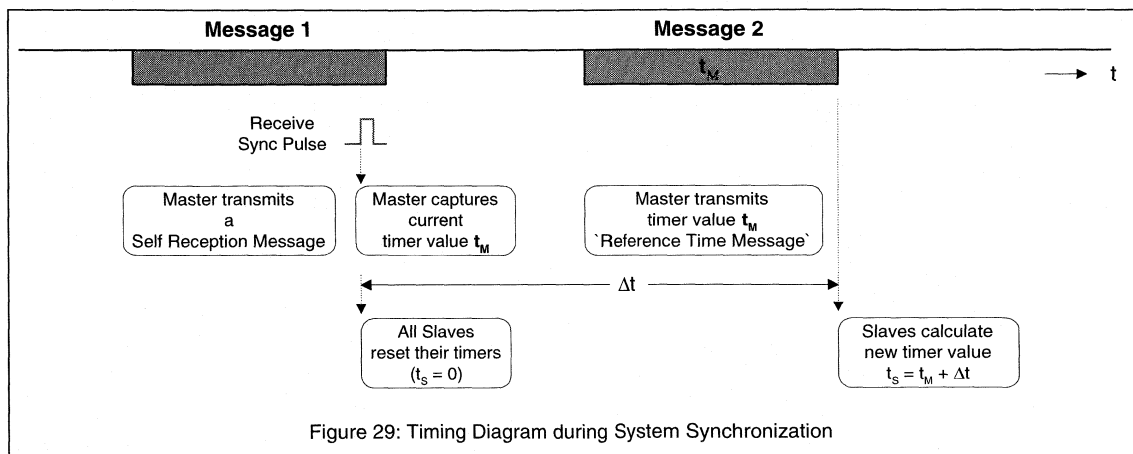 Message 1
Message 2
t_M
t
Receive
Sync Pulse
Master transmits
a
Self Reception Message
Master captures
current
timer value t_M
Master transmits
timer value t_M
`Reference Time Message`
Δt
All Slaves
reset their timers
(t_S = 0)
Slaves calculate
new timer value
t_S = t_M + Δt
Figure 29: Timing Diagram during System Synchronization